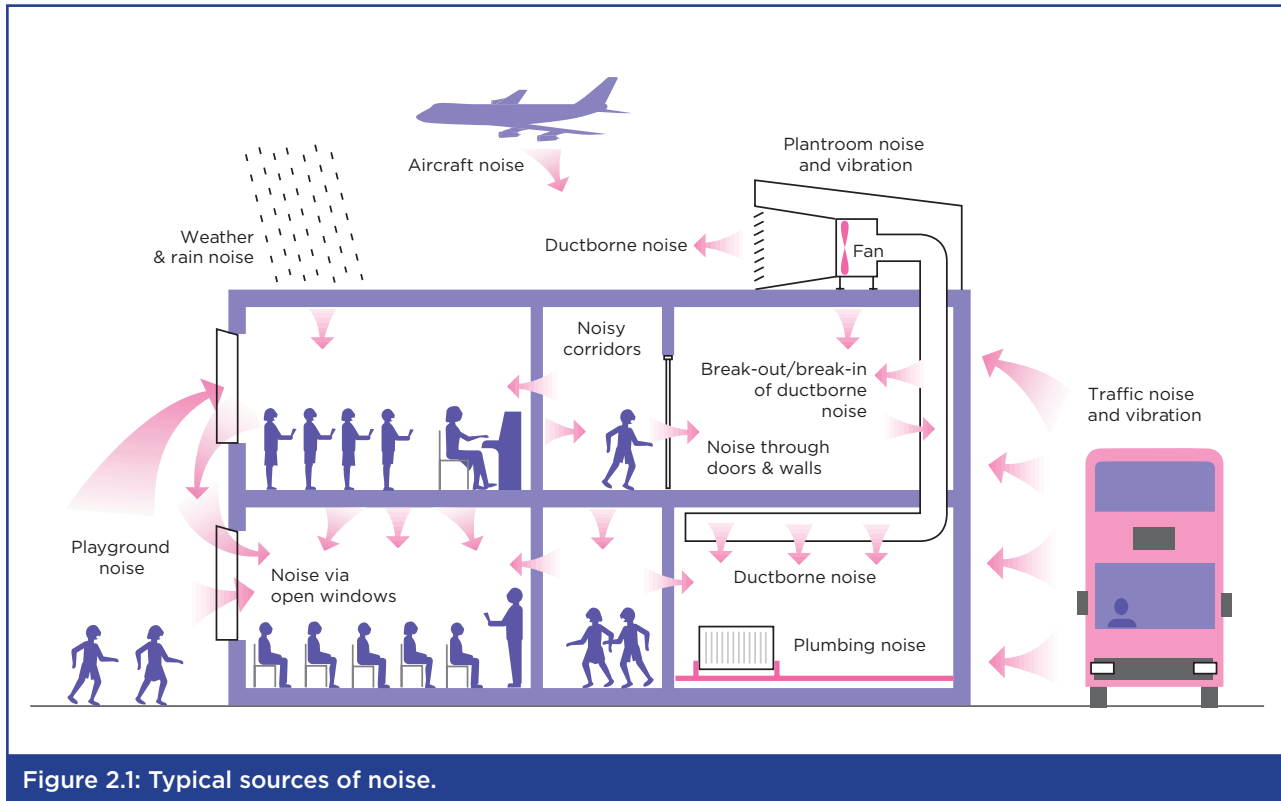 Aircraft noise
Plantroom noise
and vibration
Weather
& rain noise
Ductborne noise
Fan
Noisy
corridors
Break-out/break-in
of ductborne
noise
Traffic noise
and vibration
Noise through
doors & walls
Playground
noise
Noise via
open windows
Ductborne noise
Plumbing noise
Figure 2.1: Typical sources of noise.